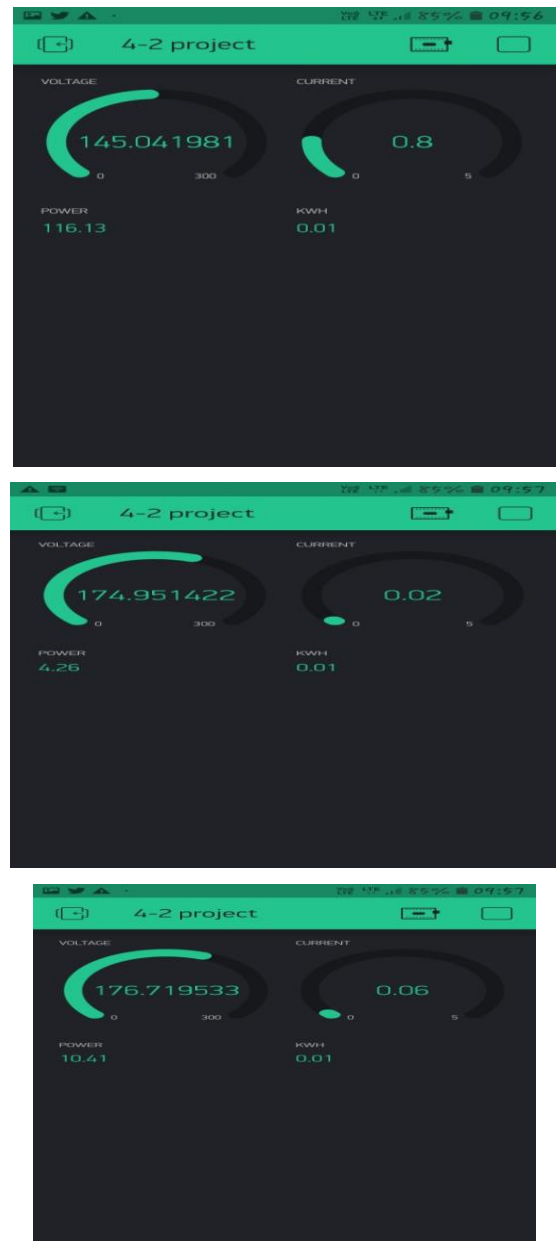 85% 09:56
4-2 project
VOLTAGE CURRENT
145.041981 0.8
0 300 0 5
POWER KWH
116.13 0.01
85% 09:57
4-2 project
VOLTAGE CURRENT
174.951422 0.02
0 300 0 5
POWER KWH
4.26 0.01
85% 09:57
4-2 project
VOLTAGE CURRENT
176.719533 0.06
0 300 0 5
POWER KWH
10.41 0.01